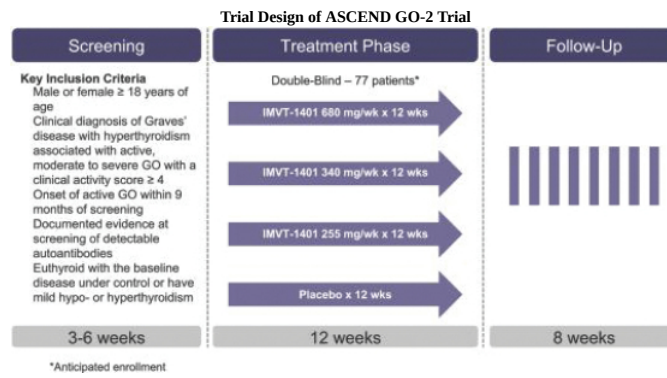 Trial Design of ASCEND GO-2 Trial
Screening
Treatment Phase
Follow-Up
Key Inclusion Criteria
Male or female ≥ 18 years of
age
Clinical diagnosis of Graves'
disease with hyperthyroidism
associated with active,
moderate to severe GO with a
clinical activity score ≥ 4
Onset of active GO within 9
months of screening
Documented evidence at
screening of detectable
autoantibodies
Euthyroid with the baseline
disease under control or have
mild hypo- or hyperthyroidism
Double-Blind – 77 patients*
IMVT-1401 680 mg/wk x 12 wks
IMVT-1401 340 mg/wk x 12 wks
IMVT-1401 255 mg/wk x 12 wks
Placebo x 12 wks
3-6 weeks
12 weeks
8 weeks
*Anticipated enrollment